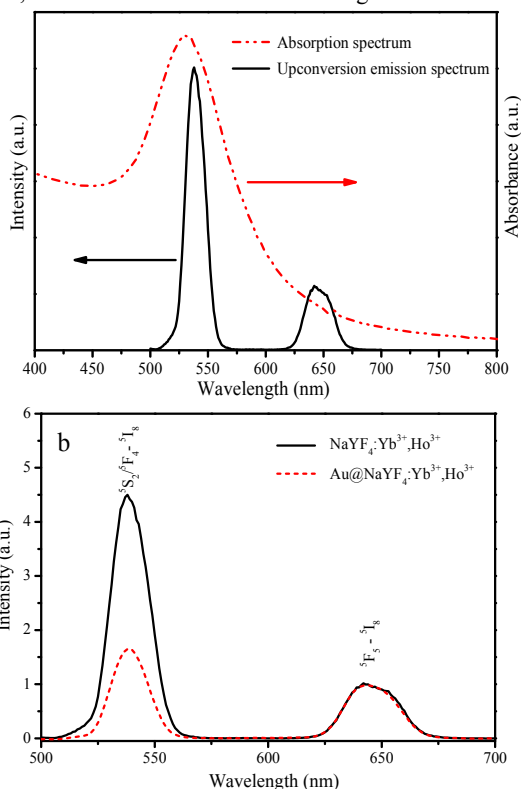 Absorption spectrum
Upconversion emission spectrum
Intensity (a.u.)
Absorbance (a.u.)
400 450 500 550 600 650 700 750 800
Wavelength (nm)
b
NaYF₄:Yb³⁺,Ho³⁺
Au@NaYF₄:Yb³⁺,Ho³⁺
⁵S₂/⁵F₄- ⁵I₈
⁵F₅ - ⁵I₈
Intensity (a.u.)
6
5
4
3
2
1
0
500 550 600 650 700
Wavelength (nm)